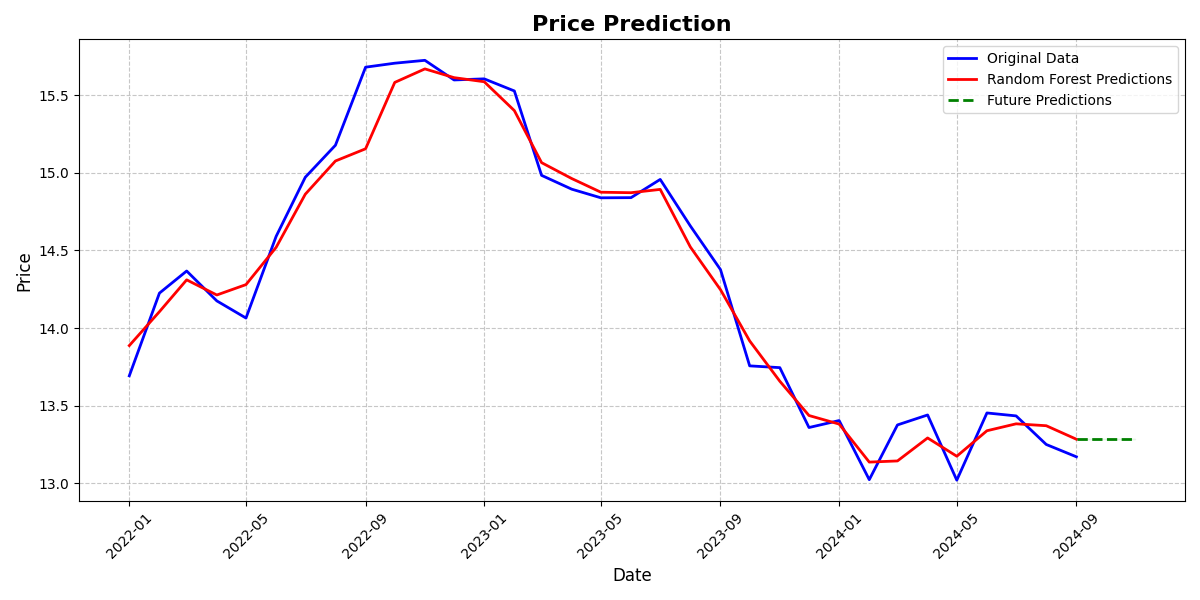 Price Prediction
Original Data
Random Forest Predictions
Future Predictions
Price
15.5
15.0
14.5
14.0
13.5
13.0
2022-01
2022-05
2022-09
2023-01
2023-05
2023-09
2024-01
2024-05
2024-09
Date